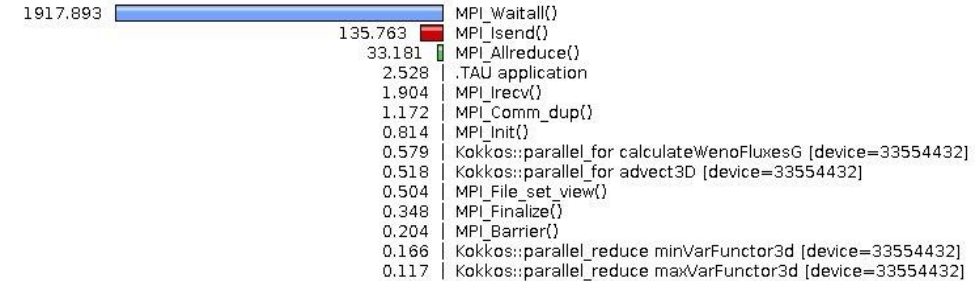 1917.893 MPI_Waitall()
135.763 MPI_Isend()
33.181 MPI_Allreduce()
2.528 .TAU application
1.904 MPI_Irecv()
1.172 MPI_Comm_dup()
0.814 MPI_Init()
0.579 Kokkos::parallel_for calculateWenoFluxesG [device=33554432]
0.518 Kokkos::parallel_for advect3D [device=33554432]
0.504 MPI_File_set_view()
0.348 MPI_Finalize()
0.204 MPI_Barrier()
0.166 Kokkos::parallel_reduce minVarFunctor3d [device=33554432]
0.117 Kokkos::parallel_reduce maxVarFunctor3d [device=33554432]